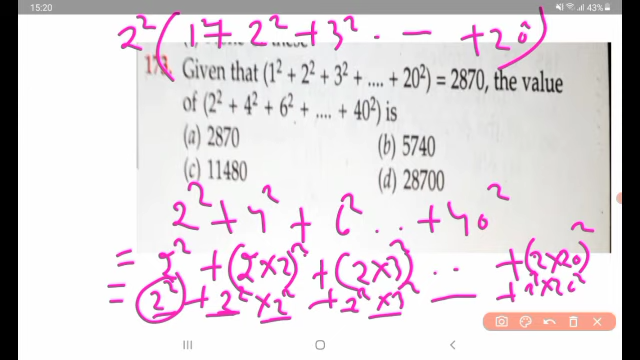 15:20 43%
2² (1² + 2² + 3² . — + 20²)
173. Given that (1² + 2² + 3² + .... + 20²) = 2870, the value
of (2² + 4² + 6² + .... + 40²) is
(a) 2870 (b) 5740
(c) 11480 (d) 28700
2² + 4² + 6² . . + 40²
= 2² + (2×2)² + (2×3)² . . + (2×20)²
= 2² + 2² × 2² + 2² × 3² — + 2² × 20²